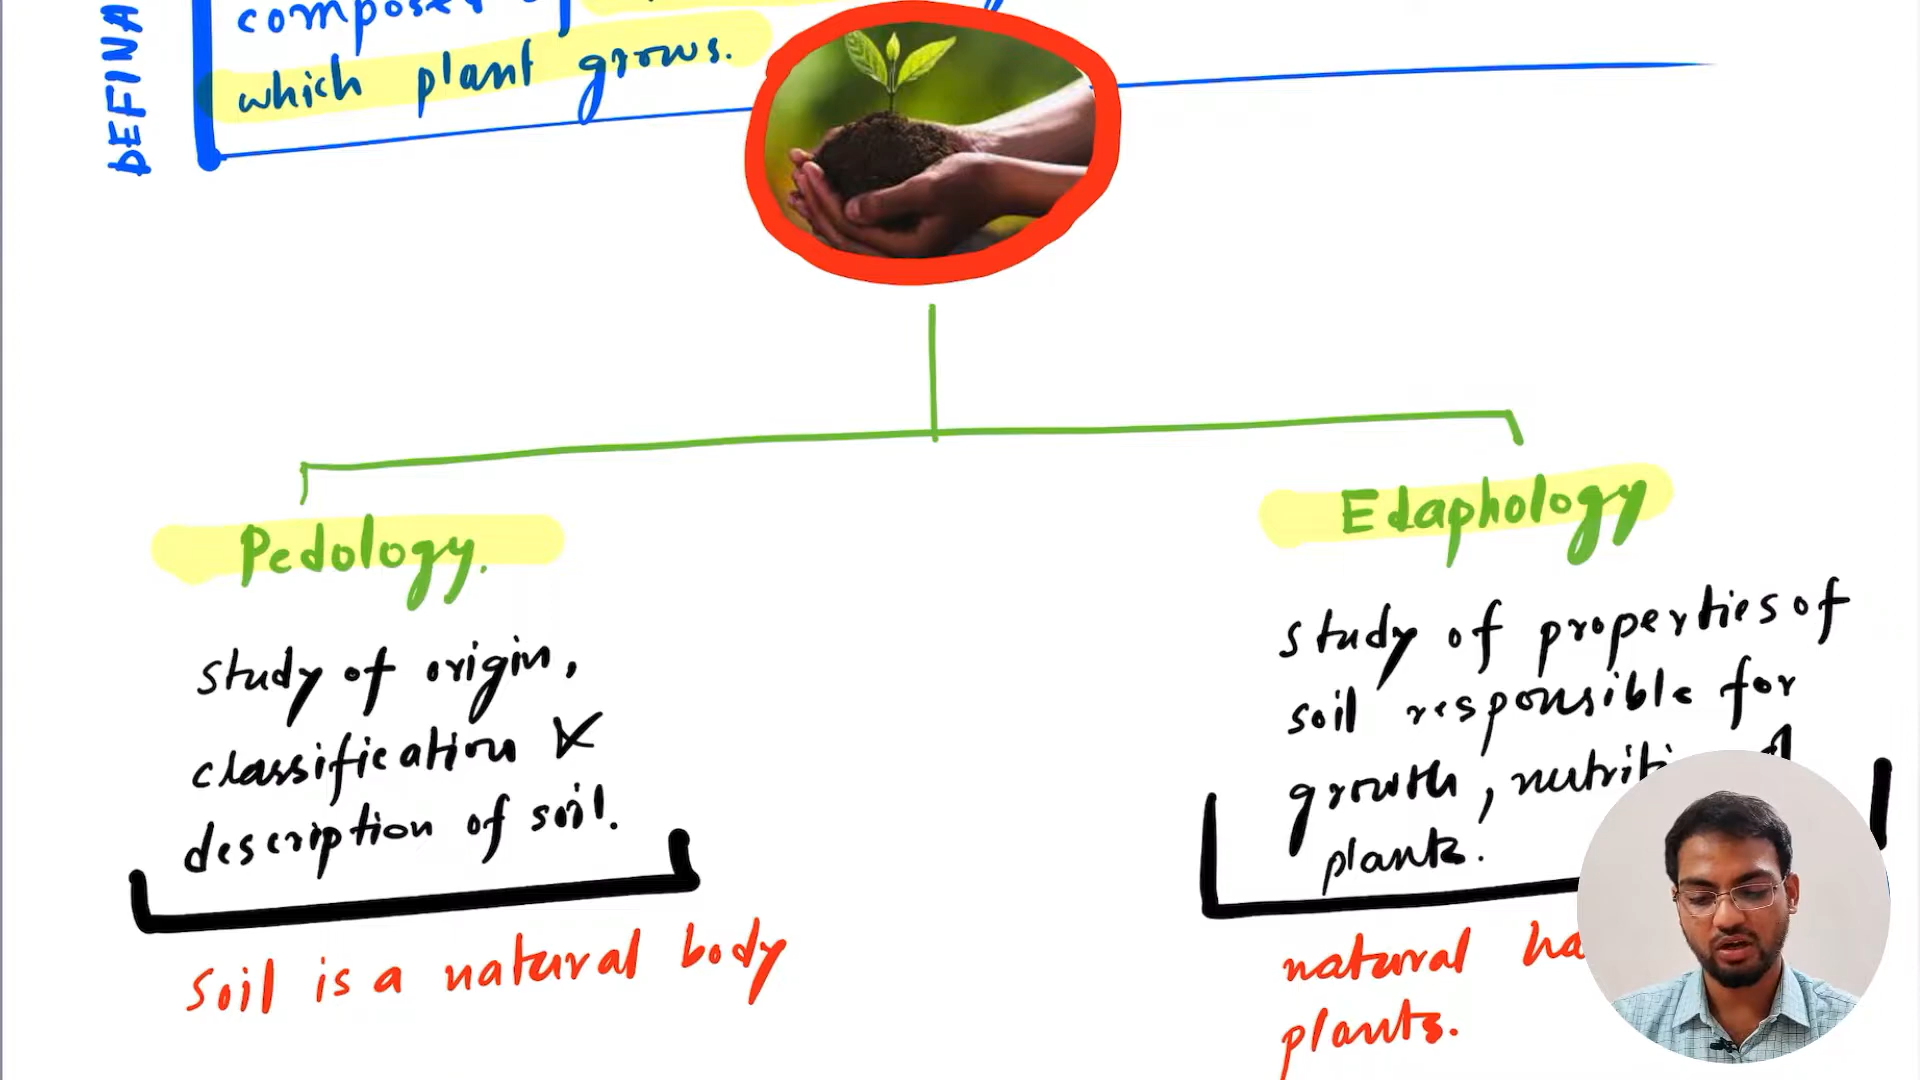 DEFINA
compose
which plant grows.
Pedology.
Edaphology
study of origin,
classification &
description of soil.
study of properties of
soil responsible for
growth, nutriti
plants.
Soil is a natural body
natural ha
plants.